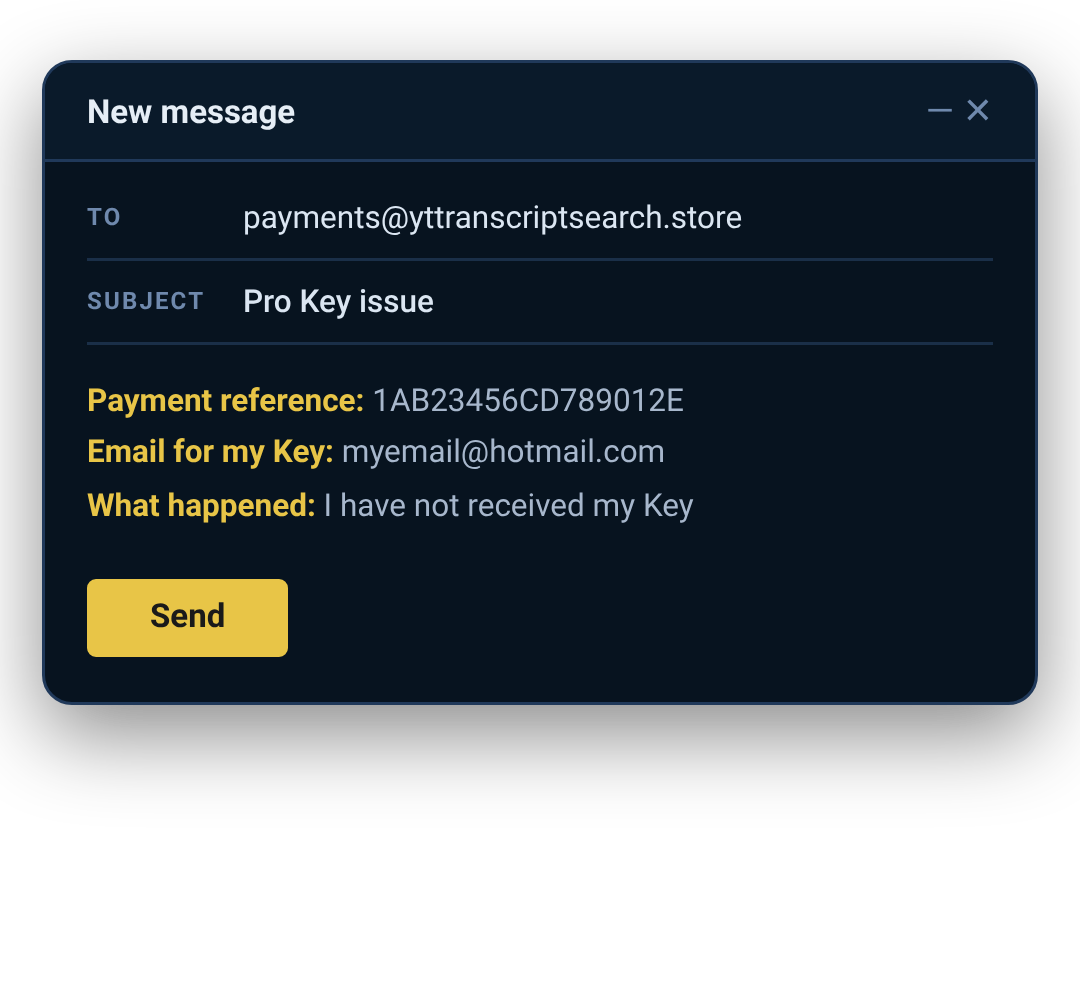 New message
TO payments@yttranscriptsearch.store
SUBJECT Pro Key issue
Payment reference: 1AB23456CD789012E
Email for my Key: myemail@hotmail.com
What happened: I have not received my Key
Send